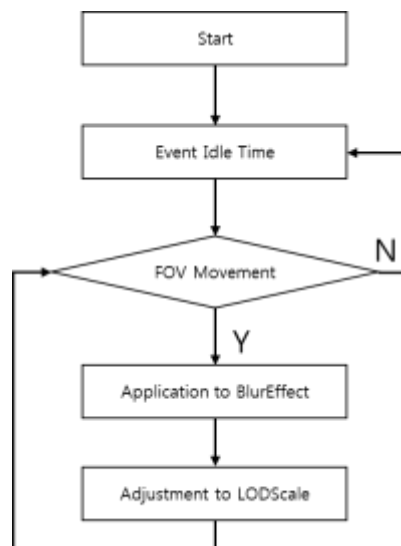 Start
Event Idle Time
FOV Movement
N
Y
Application to BlurEffect
Adjustment to LODScale